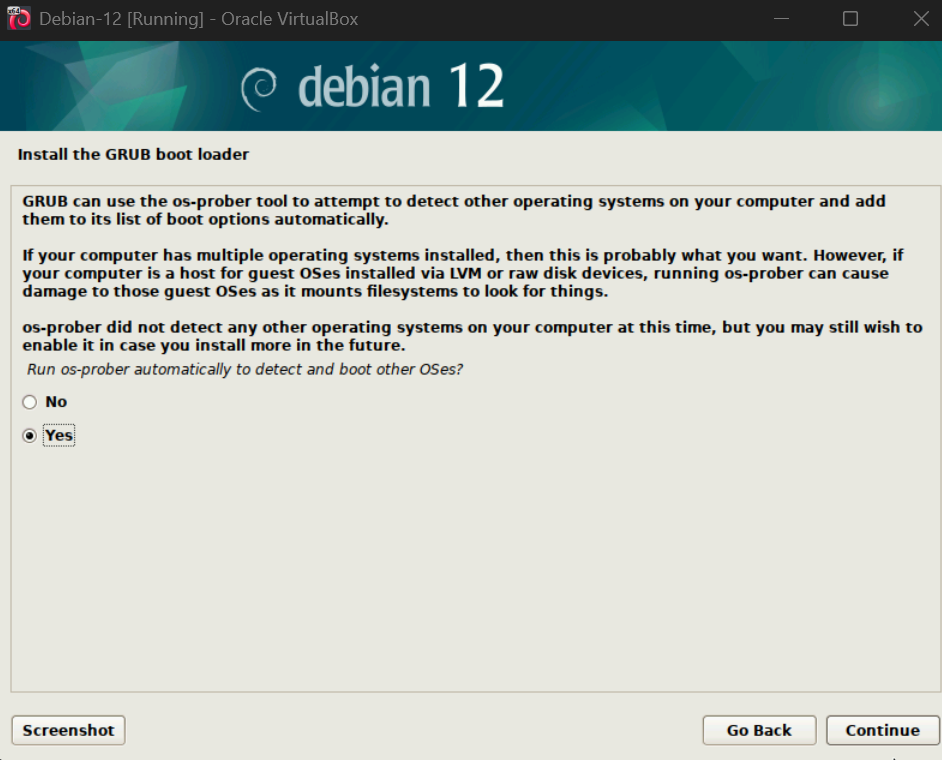 Debian-12 [Running] - Oracle VirtualBox
debian 12
Install the GRUB boot loader
GRUB can use the os-prober tool to attempt to detect other operating systems on your computer and add
them to its list of boot options automatically.
If your computer has multiple operating systems installed, then this is probably what you want. However, if
your computer is a host for guest OSes installed via LVM or raw disk devices, running os-prober can cause
damage to those guest OSes as it mounts filesystems to look for things.
os-prober did not detect any other operating systems on your computer at this time, but you may still wish to
enable it in case you install more in the future.
Run os-prober automatically to detect and boot other OSes?
No
Yes
Screenshot
Go Back
Continue